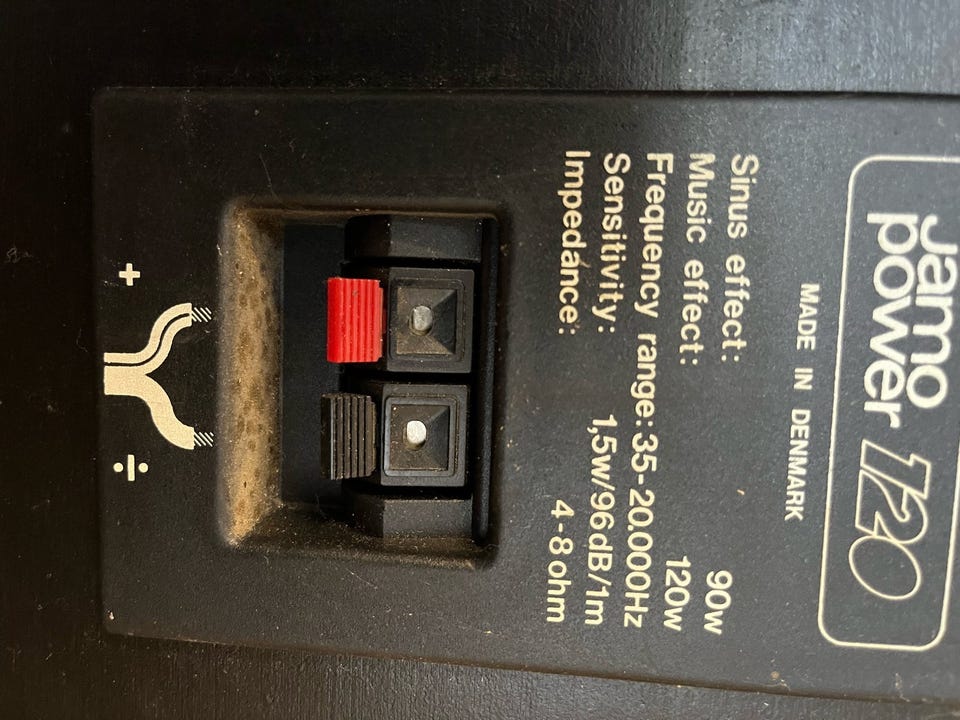 Jamo
power 120
MADE IN DENMARK
Sinus effect: 90w
Music effect: 120w
Frequency range: 35-20.0000Hz
Sensitivity: 1,5w/96dB/1m
Impedance: 4-8 ohm
+ ÷